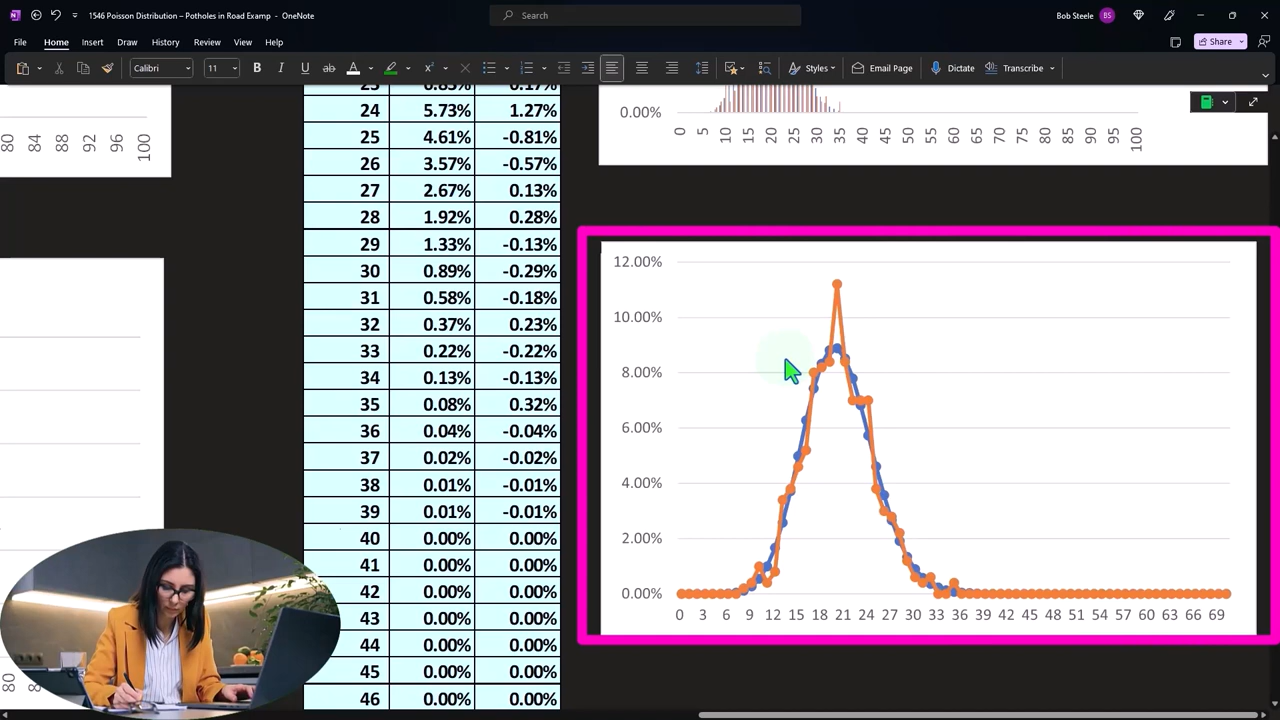 1546 Poisson Distribution – Potholes in Road Examp - OneNote
Search
Bob Steele
BS
File Home Insert Draw History Review View Help
Share
Calibri 11 B I U ab A x Styles Email Page Dictate Transcribe
24 5.73% 1.27%
25 4.61% -0.81%
26 3.57% -0.57%
27 2.67% 0.13%
28 1.92% 0.28%
29 1.33% -0.13%
30 0.89% -0.29%
31 0.58% -0.18%
32 0.37% 0.23%
33 0.22% -0.22%
34 0.13% -0.13%
35 0.08% 0.32%
36 0.04% -0.04%
37 0.02% -0.02%
38 0.01% -0.01%
39 0.01% -0.01%
40 0.00% 0.00%
41 0.00% 0.00%
42 0.00% 0.00%
43 0.00% 0.00%
44 0.00% 0.00%
45 0.00% 0.00%
46 0.00% 0.00%
80 88 92 96 100
80
0.00%
0 5 10 15 20 25 30 35 40 45 50 55 60 65 70 75 80 85 90 95 100
12.00%
10.00%
8.00%
6.00%
4.00%
2.00%
0.00%
0 3 6 9 12 15 18 21 24 27 30 33 36 39 42 45 48 51 54 57 60 63 66 69